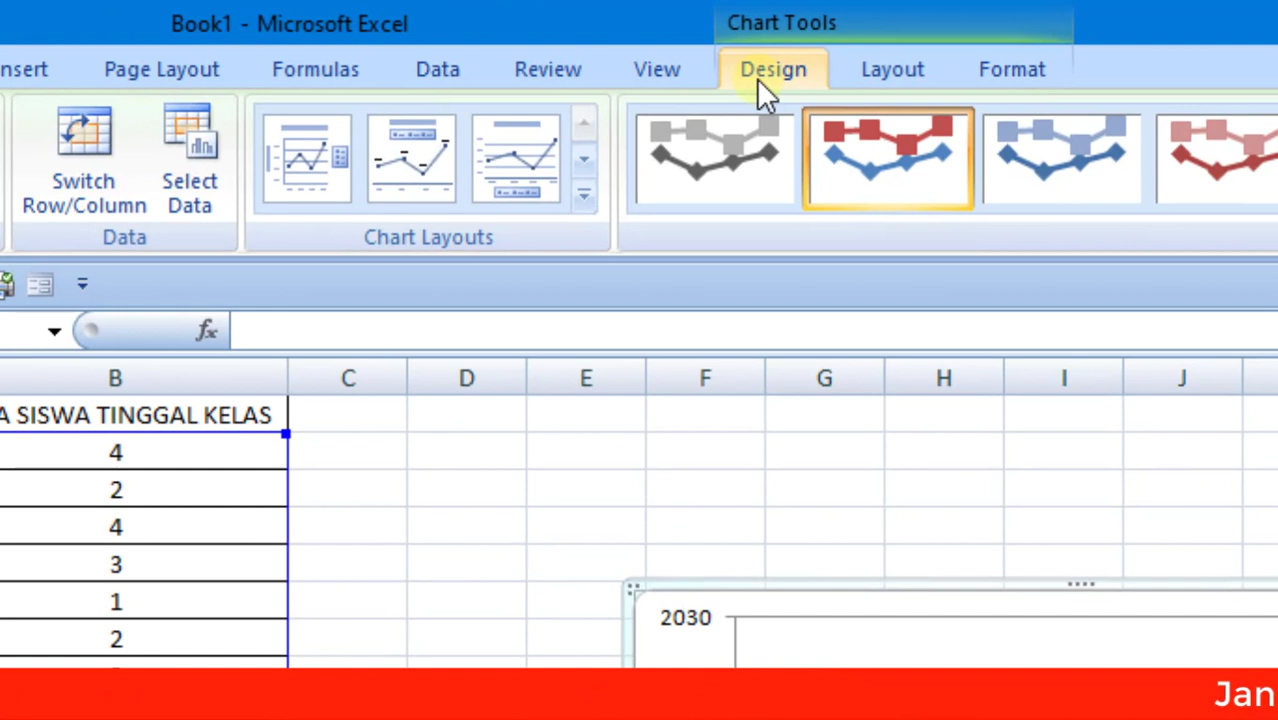 Book1 - Microsoft Excel
Chart Tools
nsert Page Layout Formulas Data Review View Design Layout Format
Switch Row/Column
Select Data
Data
Chart Layouts
fx
B C D E F G H I J
A SISWA TINGGAL KELAS
4
2
4
3
1
2
2030
Jan